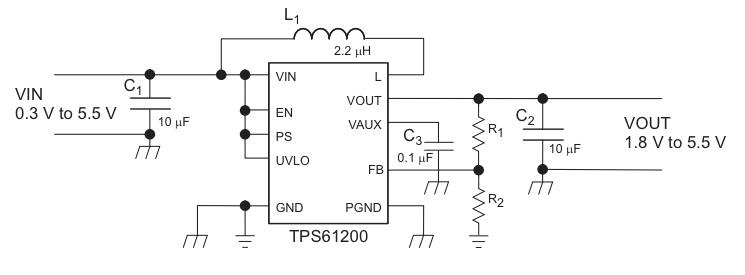 L1
2.2 µH
VIN
0.3 V to 5.5 V
C1
10 µF
VIN
EN
PS
UVLO
GND
L
VOUT
VAUX
FB
PGND
TPS61200
C3
0.1 µF
R1
R2
C2
10 µF
VOUT
1.8 V to 5.5 V